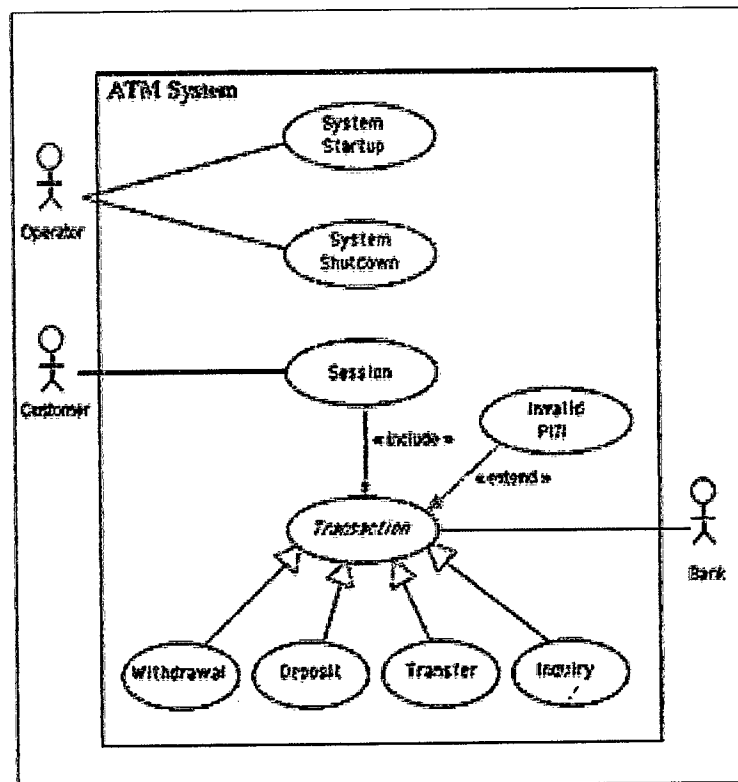 ATM System
System
Startup
Operator
System
Shutdown
Customer
Session
«include»
Invalid
PIN
«extend»
Transaction
Bank
Withdrawal
Deposit
Transfer
Inquiry